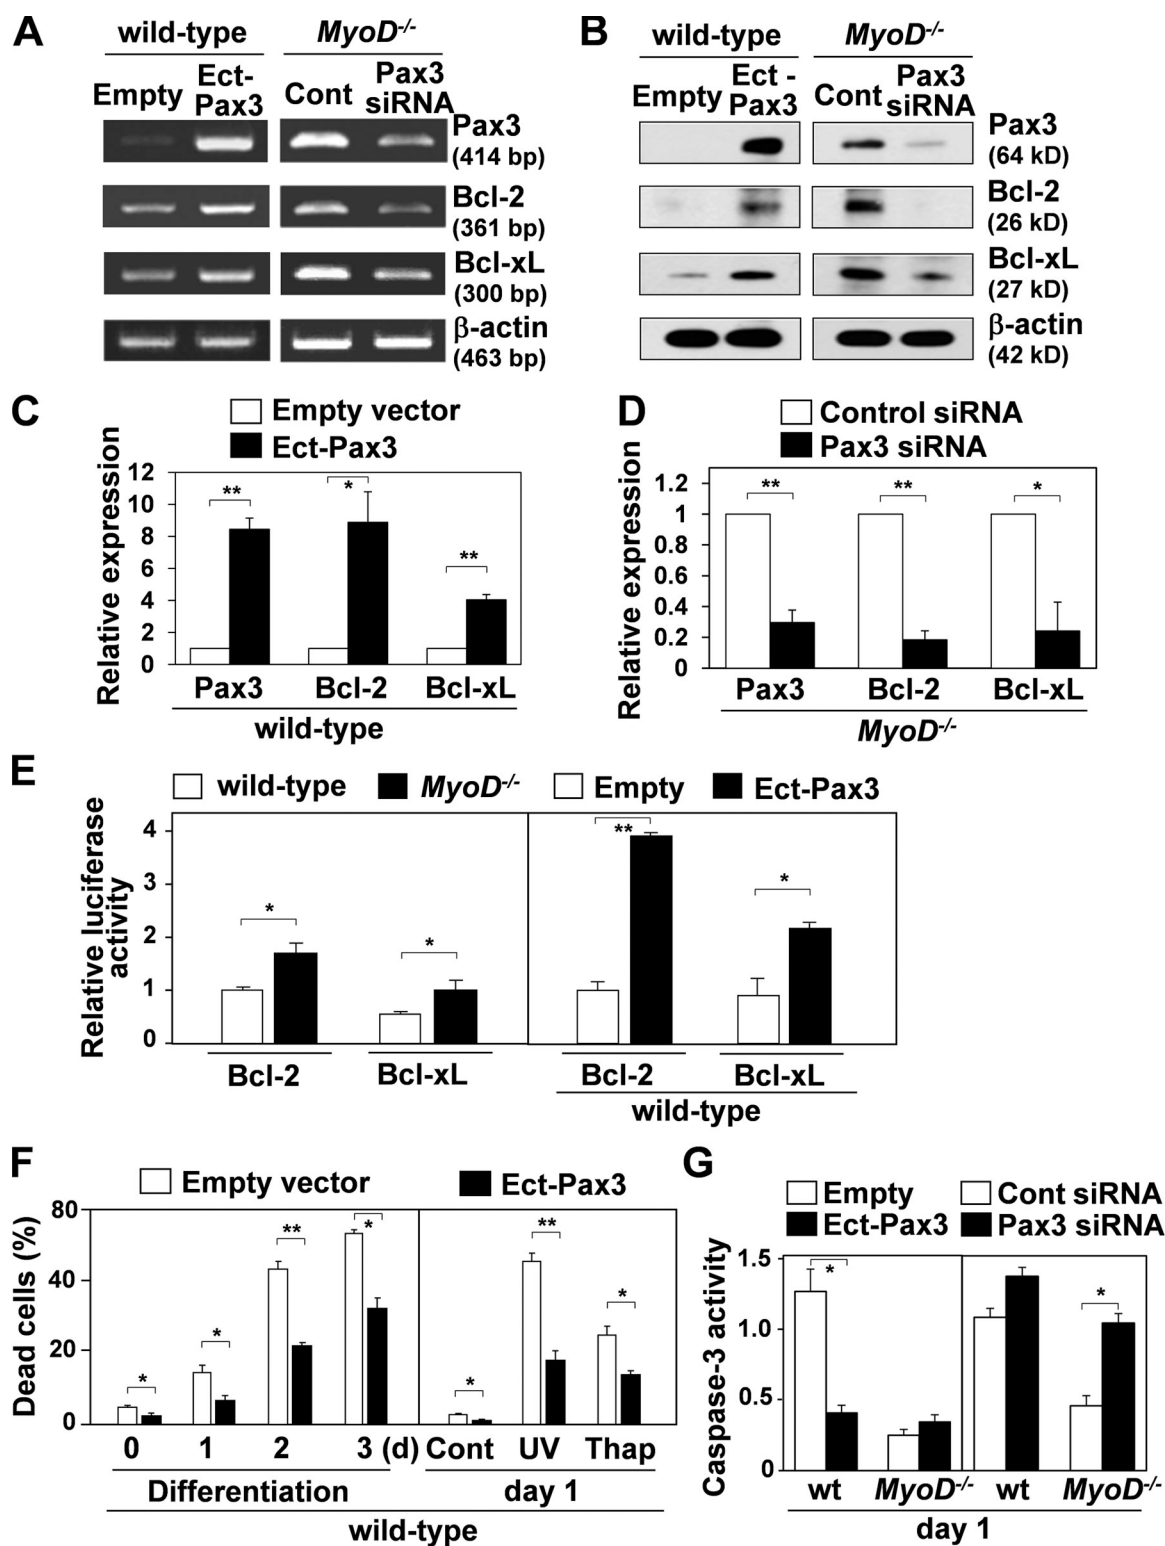 A
wild-type MyoD-/-
Empty Ect-Pax3 Cont Pax3 siRNA
Pax3
(414 bp)
Bcl-2
(361 bp)
Bcl-xL
(300 bp)
β-actin
(463 bp)
B
wild-type MyoD-/-
Empty Ect - Pax3 Cont Pax3 siRNA
Pax3
(64 kD)
Bcl-2
(26 kD)
Bcl-xL
(27 kD)
β-actin
(42 kD)
C
Empty vector
Ect-Pax3
Relative expression
12
10
8
6
4
2
0
** * **
Pax3 Bcl-2 Bcl-xL
wild-type
D
Control siRNA
Pax3 siRNA
Relative expression
1.2
1
0.8
0.6
0.4
0.2
0
** ** *
Pax3 Bcl-2 Bcl-xL
MyoD-/-
E
wild-type MyoD-/- Empty Ect-Pax3
Relative luciferase
activity
4
3
2
1
0
* * ** *
Bcl-2 Bcl-xL Bcl-2 Bcl-xL
wild-type
F
Empty vector Ect-Pax3
Dead cells (%)
80
40
20
0
* * ** * * ** *
0 1 2 3 (d) Cont UV Thap
Differentiation day 1
wild-type
G
Empty Cont siRNA
Ect-Pax3 Pax3 siRNA
Caspase-3 activity
1.5
1.0
0.5
0
* *
wt MyoD-/- wt MyoD-/-
day 1